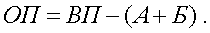 ОП = ВП − (А + Б) .